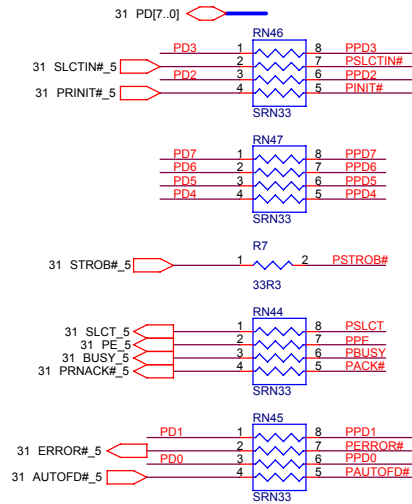 31 PD[7..0]
RN46
PD3 1 8 PPD3
31 SLCTIN#_5 2 7 PSLCTIN#
PD2 3 6 PPD2
31 PRINIT#_5 4 5 PINIT#
SRN33
RN47
PD7 1 8 PPD7
PD6 2 7 PPD6
PD5 3 6 PPD5
PD4 4 5 PPD4
SRN33
R7
31 STROB#_5 1 2 PSTROB#
33R3
RN44
31 SLCT_5 1 8 PSLCT
31 PE_5 2 7 PPE
31 BUSY_5 3 6 PBUSY
31 PRNACK#_5 4 5 PACK#
SRN33
RN45
PD1 1 8 PPD1
31 ERROR#_5 2 7 PERROR#
PD0 3 6 PPD0
31 AUTOFD#_5 4 5 PAUTOFD#
SRN33